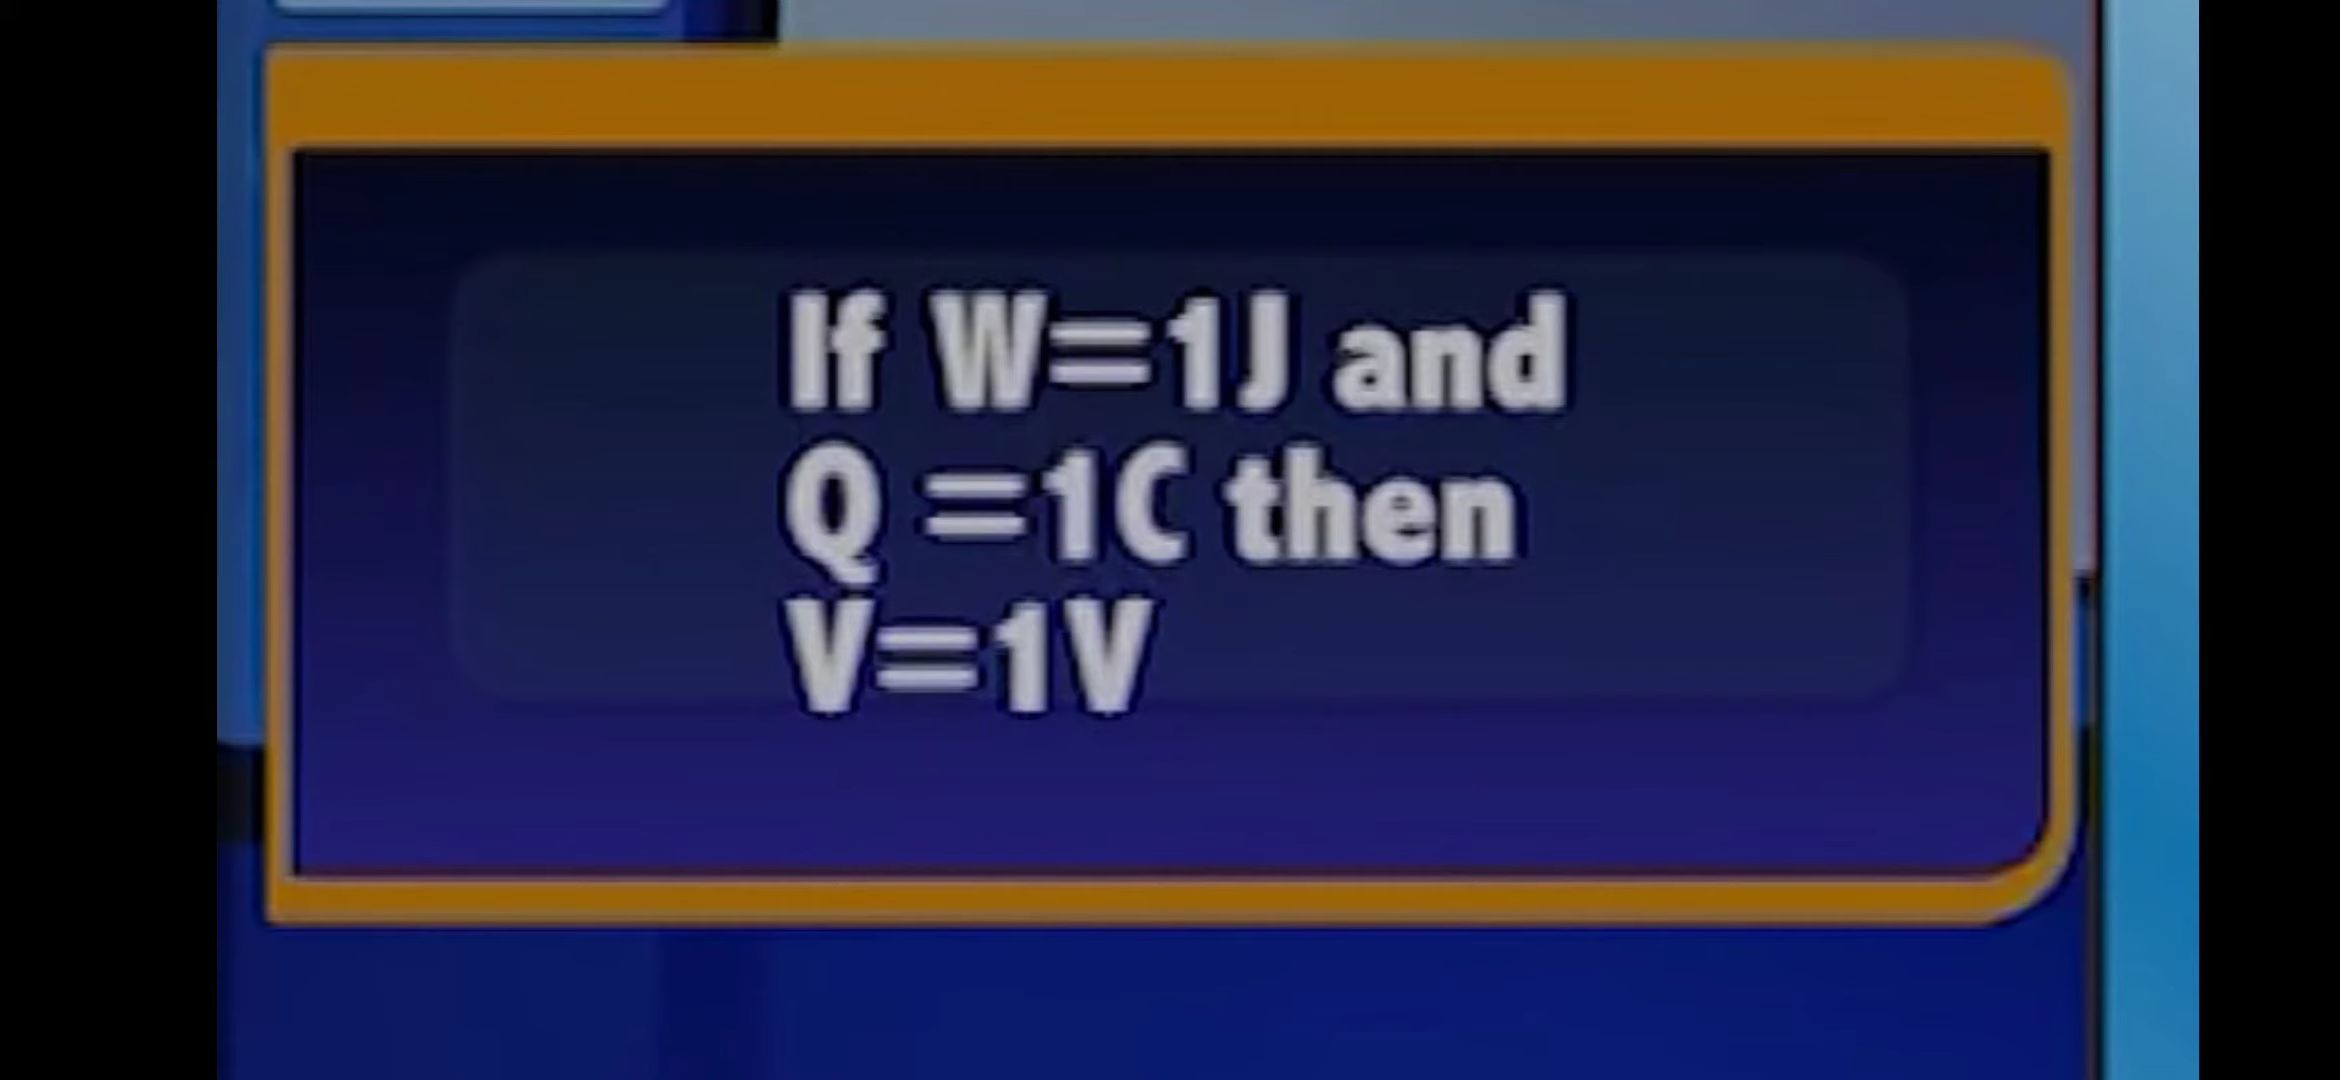 If W=1J and
Q =1C then
V=1V